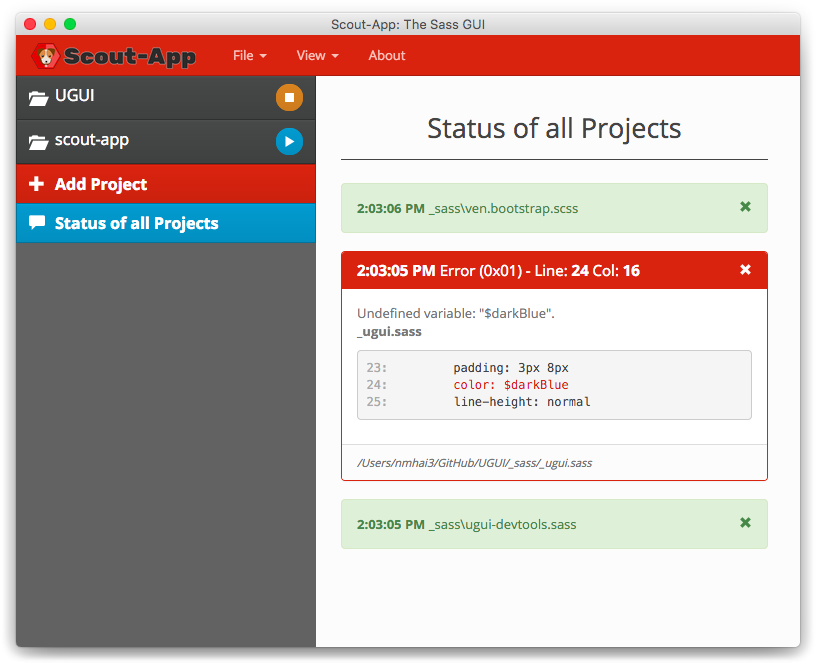 Scout-App: The Sass GUI
Scout-App File View About
UGUI
scout-app
Add Project
Status of all Projects
Status of all Projects
2:03:06 PM _sass\ven.bootstrap.scss
2:03:05 PM Error (0x01) - Line: 24 Col: 16
Undefined variable: "$darkBlue".
_ugui.sass
23: padding: 3px 8px
24: color: $darkBlue
25: line-height: normal
/Users/nmhai3/GitHub/UGUI/_sass/_ugui.sass
2:03:05 PM _sass\ugui-devtools.sass